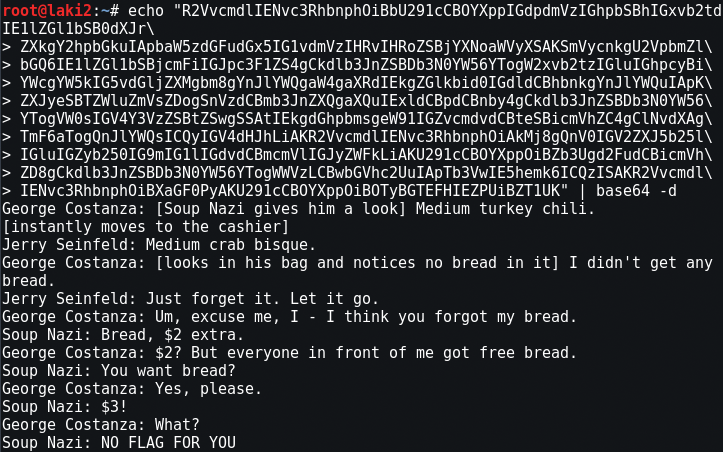 root@laki2:~# echo "R2VvcmdlIENvc3RhbnphOiBbU291cCBOYXppIGdpdmVzIGhpbSBhIGxvb2td
IE1lZGl1bSB0dXJr\
> ZXkgY2hpbGkuIApbaW5zdGFudGx5IG1vdmVzIHRvIHRoZSBjYXNoaWVyXSAKSmVycnkgU2VpbmZl\
> bGQ6IE1lZGl1bSBjcmFiIGJpc3F1ZS4gCkdlb3JnZSBDb3N0YW56YTogW2xvb2tzIGluIGhpcyBi\
> YWcgYW5kIG5vdGljZXMgbm8gYnJlYWQgaW4gaXRdIEkgZGlkbid0IGdldCBhbnkgYnJlYWQuIApK\
> ZXJyeSBTZWluZmVsZDogSnVzdCBmb3JnZXQgaXQuIExldCBpdCBnby4gCkdlb3JnZSBDb3N0YW56\
> YTogVW0sIGV4Y3VzZSBtZSwgSSAtIEkgdGhpbmsgeW91IGZvcmdvdCBteSBicmVhZC4gClNvdXAg\
> TmF6aTogQnJlYWQsICQyIGV4dHJhLiAKR2VvcmdlIENvc3RhbnphOiAkMj8gQnV0IGV2ZXJ5b25l\
> IGluIGZyb250IG9mIG1lIGdvdCBmcmVlIGJyZWFkLiAKU291cCBOYXppOiBZb3Ugd2FudCBicmVh\
> ZD8gCkdlb3JnZSBDb3N0YW56YTogWWVzLCBwbGVhc2UuIApTb3VwIE5hemk6ICQzISAKR2Vvcmdl\
> IENvc3RhbnphOiBXaGF0PyAKU291cCBOYXppOiBOTyBGTEFHIEZPUiBZT1UK" | base64 -d
George Costanza: [Soup Nazi gives him a look] Medium turkey chili.
[instantly moves to the cashier]
Jerry Seinfeld: Medium crab bisque.
George Costanza: [looks in his bag and notices no bread in it] I didn't get any
bread.
Jerry Seinfeld: Just forget it. Let it go.
George Costanza: Um, excuse me, I - I think you forgot my bread.
Soup Nazi: Bread, $2 extra.
George Costanza: $2? But everyone in front of me got free bread.
Soup Nazi: You want bread?
George Costanza: Yes, please.
Soup Nazi: $3!
George Costanza: What?
Soup Nazi: NO FLAG FOR YOU